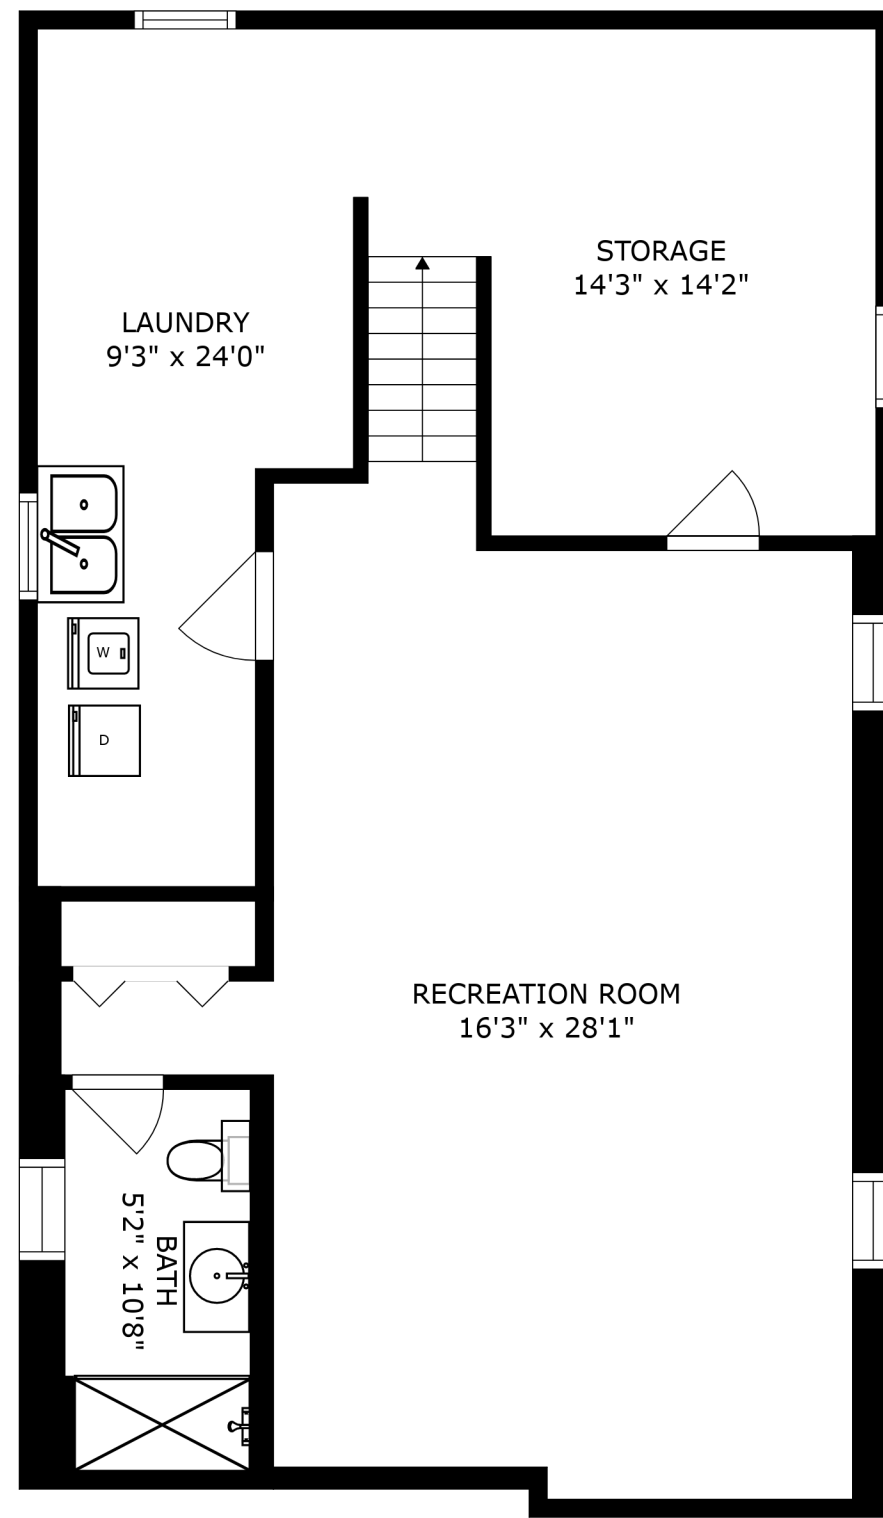 STORAGE
14'3" x 14'2"
LAUNDRY
9'3" x 24'0"
W
D
RECREATION ROOM
16'3" x 28'1"
BATH
5'2" x 10'8"